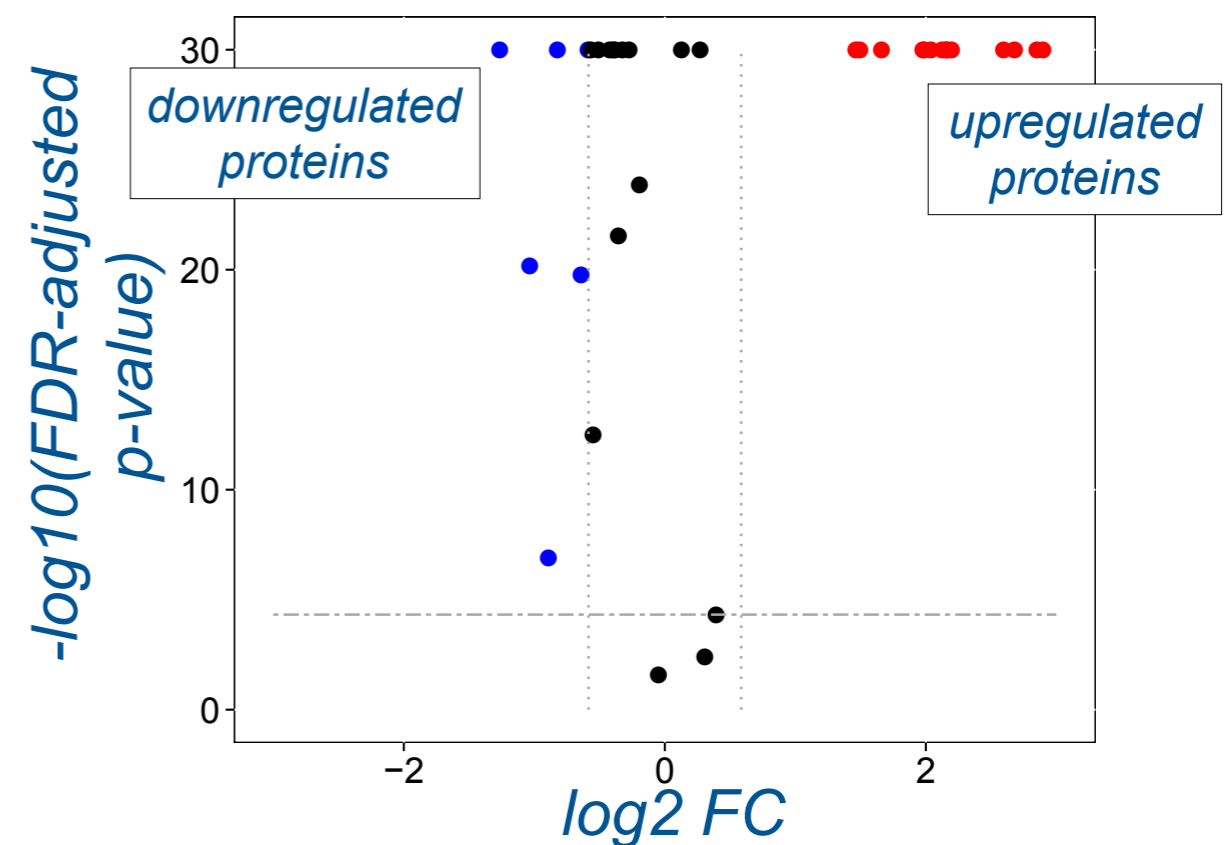 -log10(FDR-adjusted
p-value)
30
20
10
0
downregulated
proteins
upregulated
proteins
−2
0
2
log2 FC